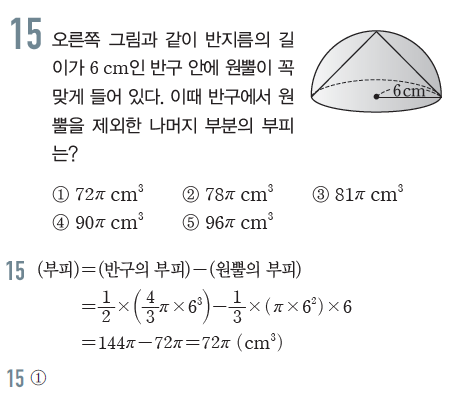 15 오른쪽 그림과 같이 반지름의 길
이가 6 cm인 반구 안에 원뿔이 꼭
맞게 들어 있다. 이때 반구에서 원
뿔을 제외한 나머지 부분의 부피
는?
6 cm
① 72π cm³ ② 78π cm³ ③ 81π cm³
④ 90π cm³ ⑤ 96π cm³
15 (부피)=(반구의 부피)-(원뿔의 부피)
=1/2×(4/3π×6³)-1/3×(π×6²)×6
=144π-72π=72π (cm³)
15 ①